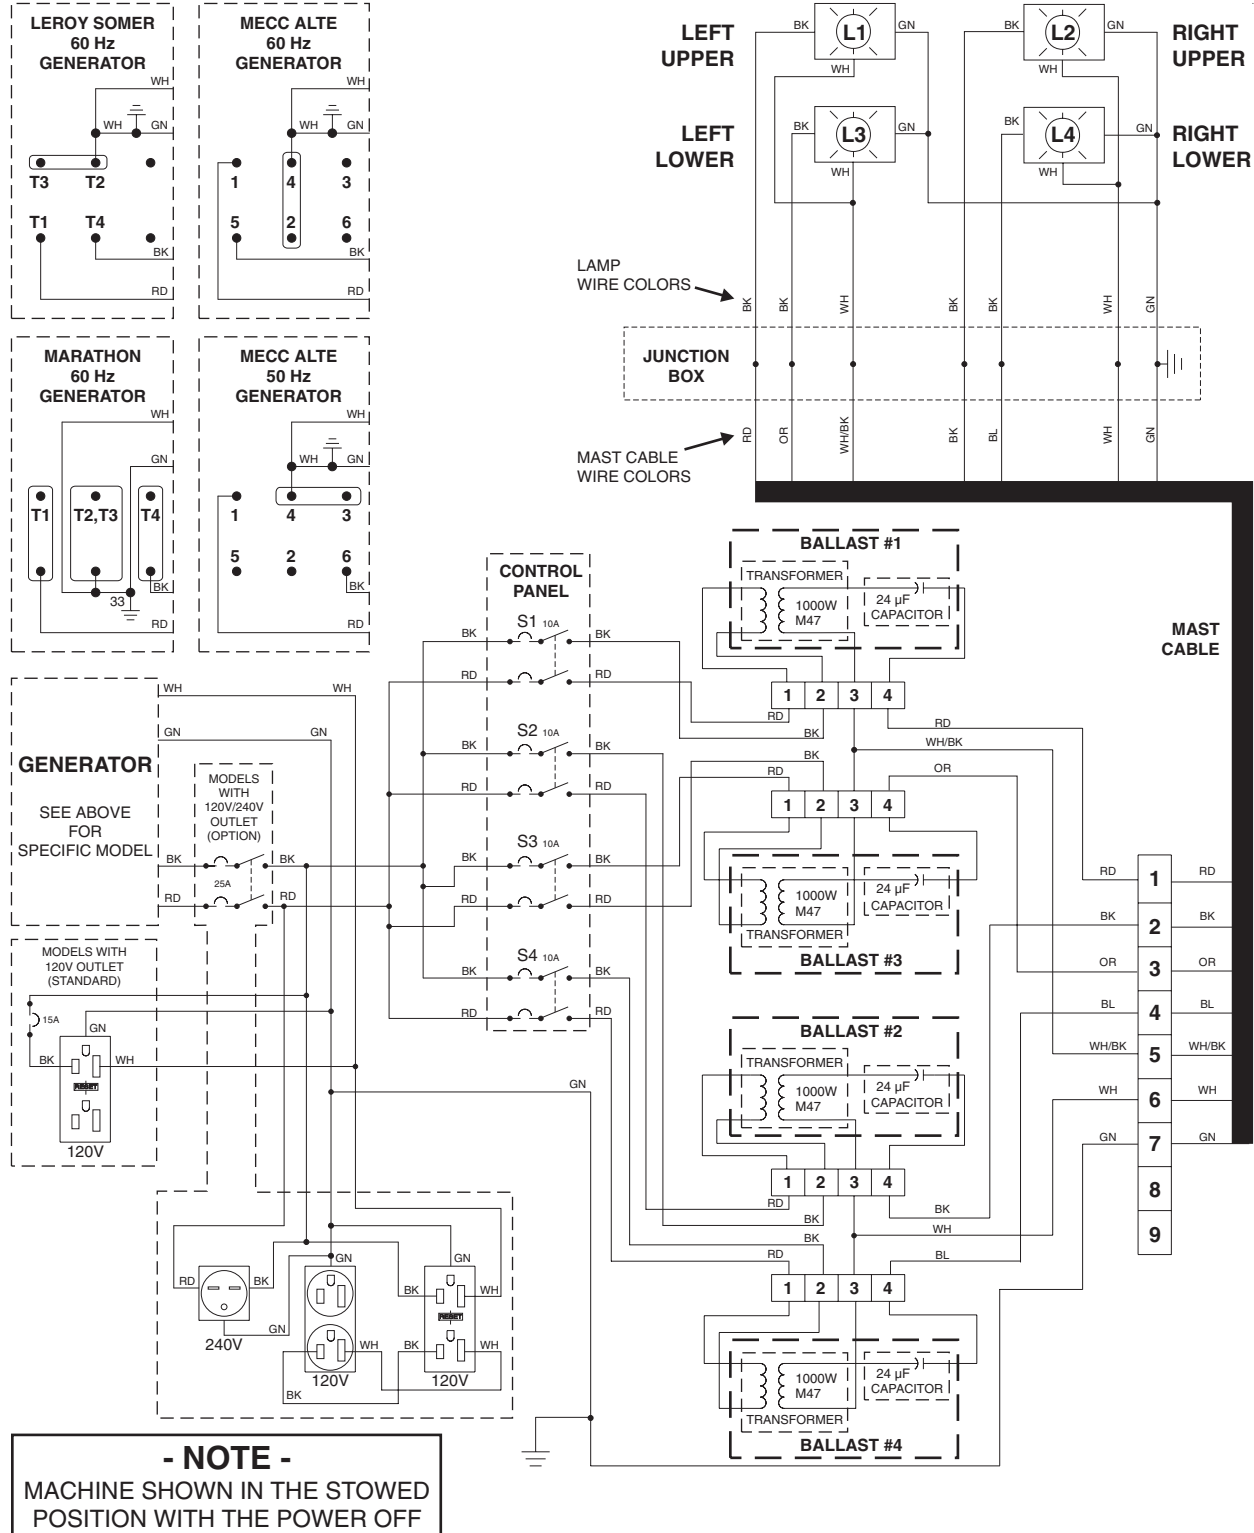 LEROY SOMER
60 Hz
GENERATOR
WH
WH
GN
T3
T2
T1
T4
BK
RD
MECC ALTE
60 Hz
GENERATOR
WH
WH
GN
1
4
3
5
2
6
BK
RD
MARATHON
60 Hz
GENERATOR
WH
GN
T1
T2,T3
T4
BK
33
RD
MECC ALTE
50 Hz
GENERATOR
WH
WH
GN
1
4
3
5
2
6
BK
RD
LEFT
UPPER
BK
L1
GN
WH
BK
L2
GN
WH
RIGHT
UPPER
LEFT
LOWER
BK
L3
GN
WH
BK
L4
GN
WH
RIGHT
LOWER
LAMP
WIRE COLORS
BK
BK
WH
BK
BK
WH
GN
JUNCTION
BOX
MAST CABLE
WIRE COLORS
RD
OR
WH/BK
BK
BL
WH
GN
MAST
CABLE
GENERATOR
SEE ABOVE
FOR
SPECIFIC MODEL
WH
WH
GN
GN
BK
RD
MODELS
WITH
120V/240V
OUTLET
(OPTION)
25A
BK
RD
CONTROL
PANEL
BK
S1 10A
BK
RD
RD
BK
S2 10A
BK
RD
RD
BK
S3 10A
BK
RD
RD
BK
S4 10A
BK
RD
RD
BALLAST #1
TRANSFORMER
1000W
M47
24 µF
CAPACITOR
1
2
3
4
RD
BK
RD
WH/BK
BK
RD
OR
1
2
3
4
1000W
M47
TRANSFORMER
24 µF
CAPACITOR
BALLAST #3
BALLAST #2
TRANSFORMER
1000W
M47
24 µF
CAPACITOR
1
2
3
4
RD
BK
BK
WH
BK
RD
BL
1
2
3
4
1000W
M47
TRANSFORMER
24 µF
CAPACITOR
BALLAST #4
RD
1
RD
BK
2
BK
OR
3
OR
BL
4
BL
WH/BK
5
WH/BK
WH
6
WH
GN
7
GN
8
9
MODELS WITH
120V OUTLET
(STANDARD)
15A
GN
BK
WH
RESET
120V
GN
RD
BK
GN
240V
GN
WH
BK
120V
GN
BK
WH
RESET
BK
WH
120V
- NOTE -
MACHINE SHOWN IN THE STOWED
POSITION WITH THE POWER OFF